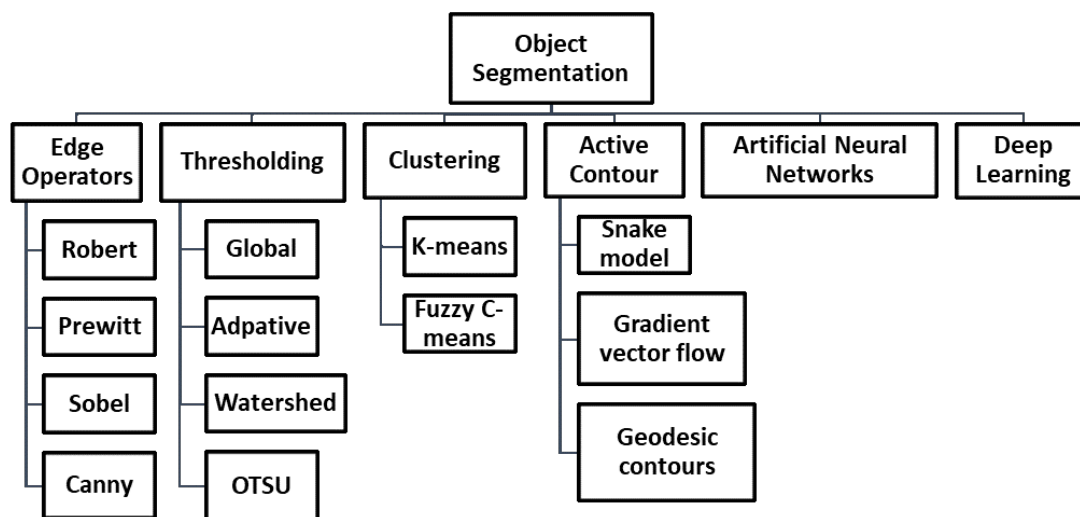 Object
Segmentation
Edge
Operators
Thresholding
Clustering
Active
Contour
Artificial Neural
Networks
Deep
Learning
Robert
Prewitt
Sobel
Canny
Global
Adpative
Watershed
OTSU
K-means
Fuzzy C-
means
Snake
model
Gradient
vector flow
Geodesic
contours